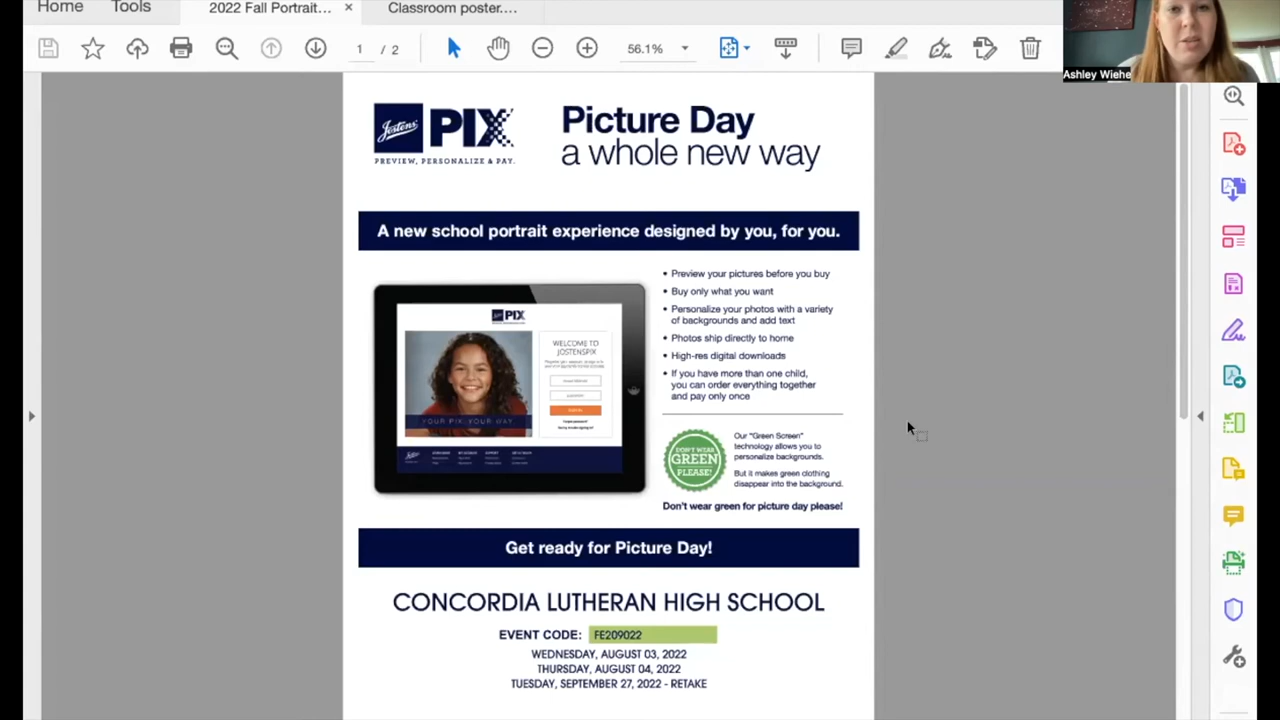 Home Tools 2022 Fall Portrait... × Classroom poster....
1 / 2 56.1%
Ashley Wiehe
Jostens PIX
PREVIEW, PERSONALIZE & PAY.
Picture Day
a whole new way
A new school portrait experience designed by you, for you.
PIX
WELCOME TO
JOSTENSPIX
YOUR PIX, YOUR WAY
• Preview your pictures before you buy
• Buy only what you want
• Personalize your photos with a variety
of backgrounds and add text
• Photos ship directly to home
• High-res digital downloads
• If you have more than one child,
you can order everything together
and pay only once
DON'T WEAR
GREEN
PLEASE!
Our "Green Screen"
technology allows you to
personalize backgrounds.
But it makes green clothing
disappear into the background.
Don't wear green for picture day please!
Get ready for Picture Day!
CONCORDIA LUTHERAN HIGH SCHOOL
EVENT CODE: FE209022
WEDNESDAY, AUGUST 03, 2022
THURSDAY, AUGUST 04, 2022
TUESDAY, SEPTEMBER 27, 2022 - RETAKE